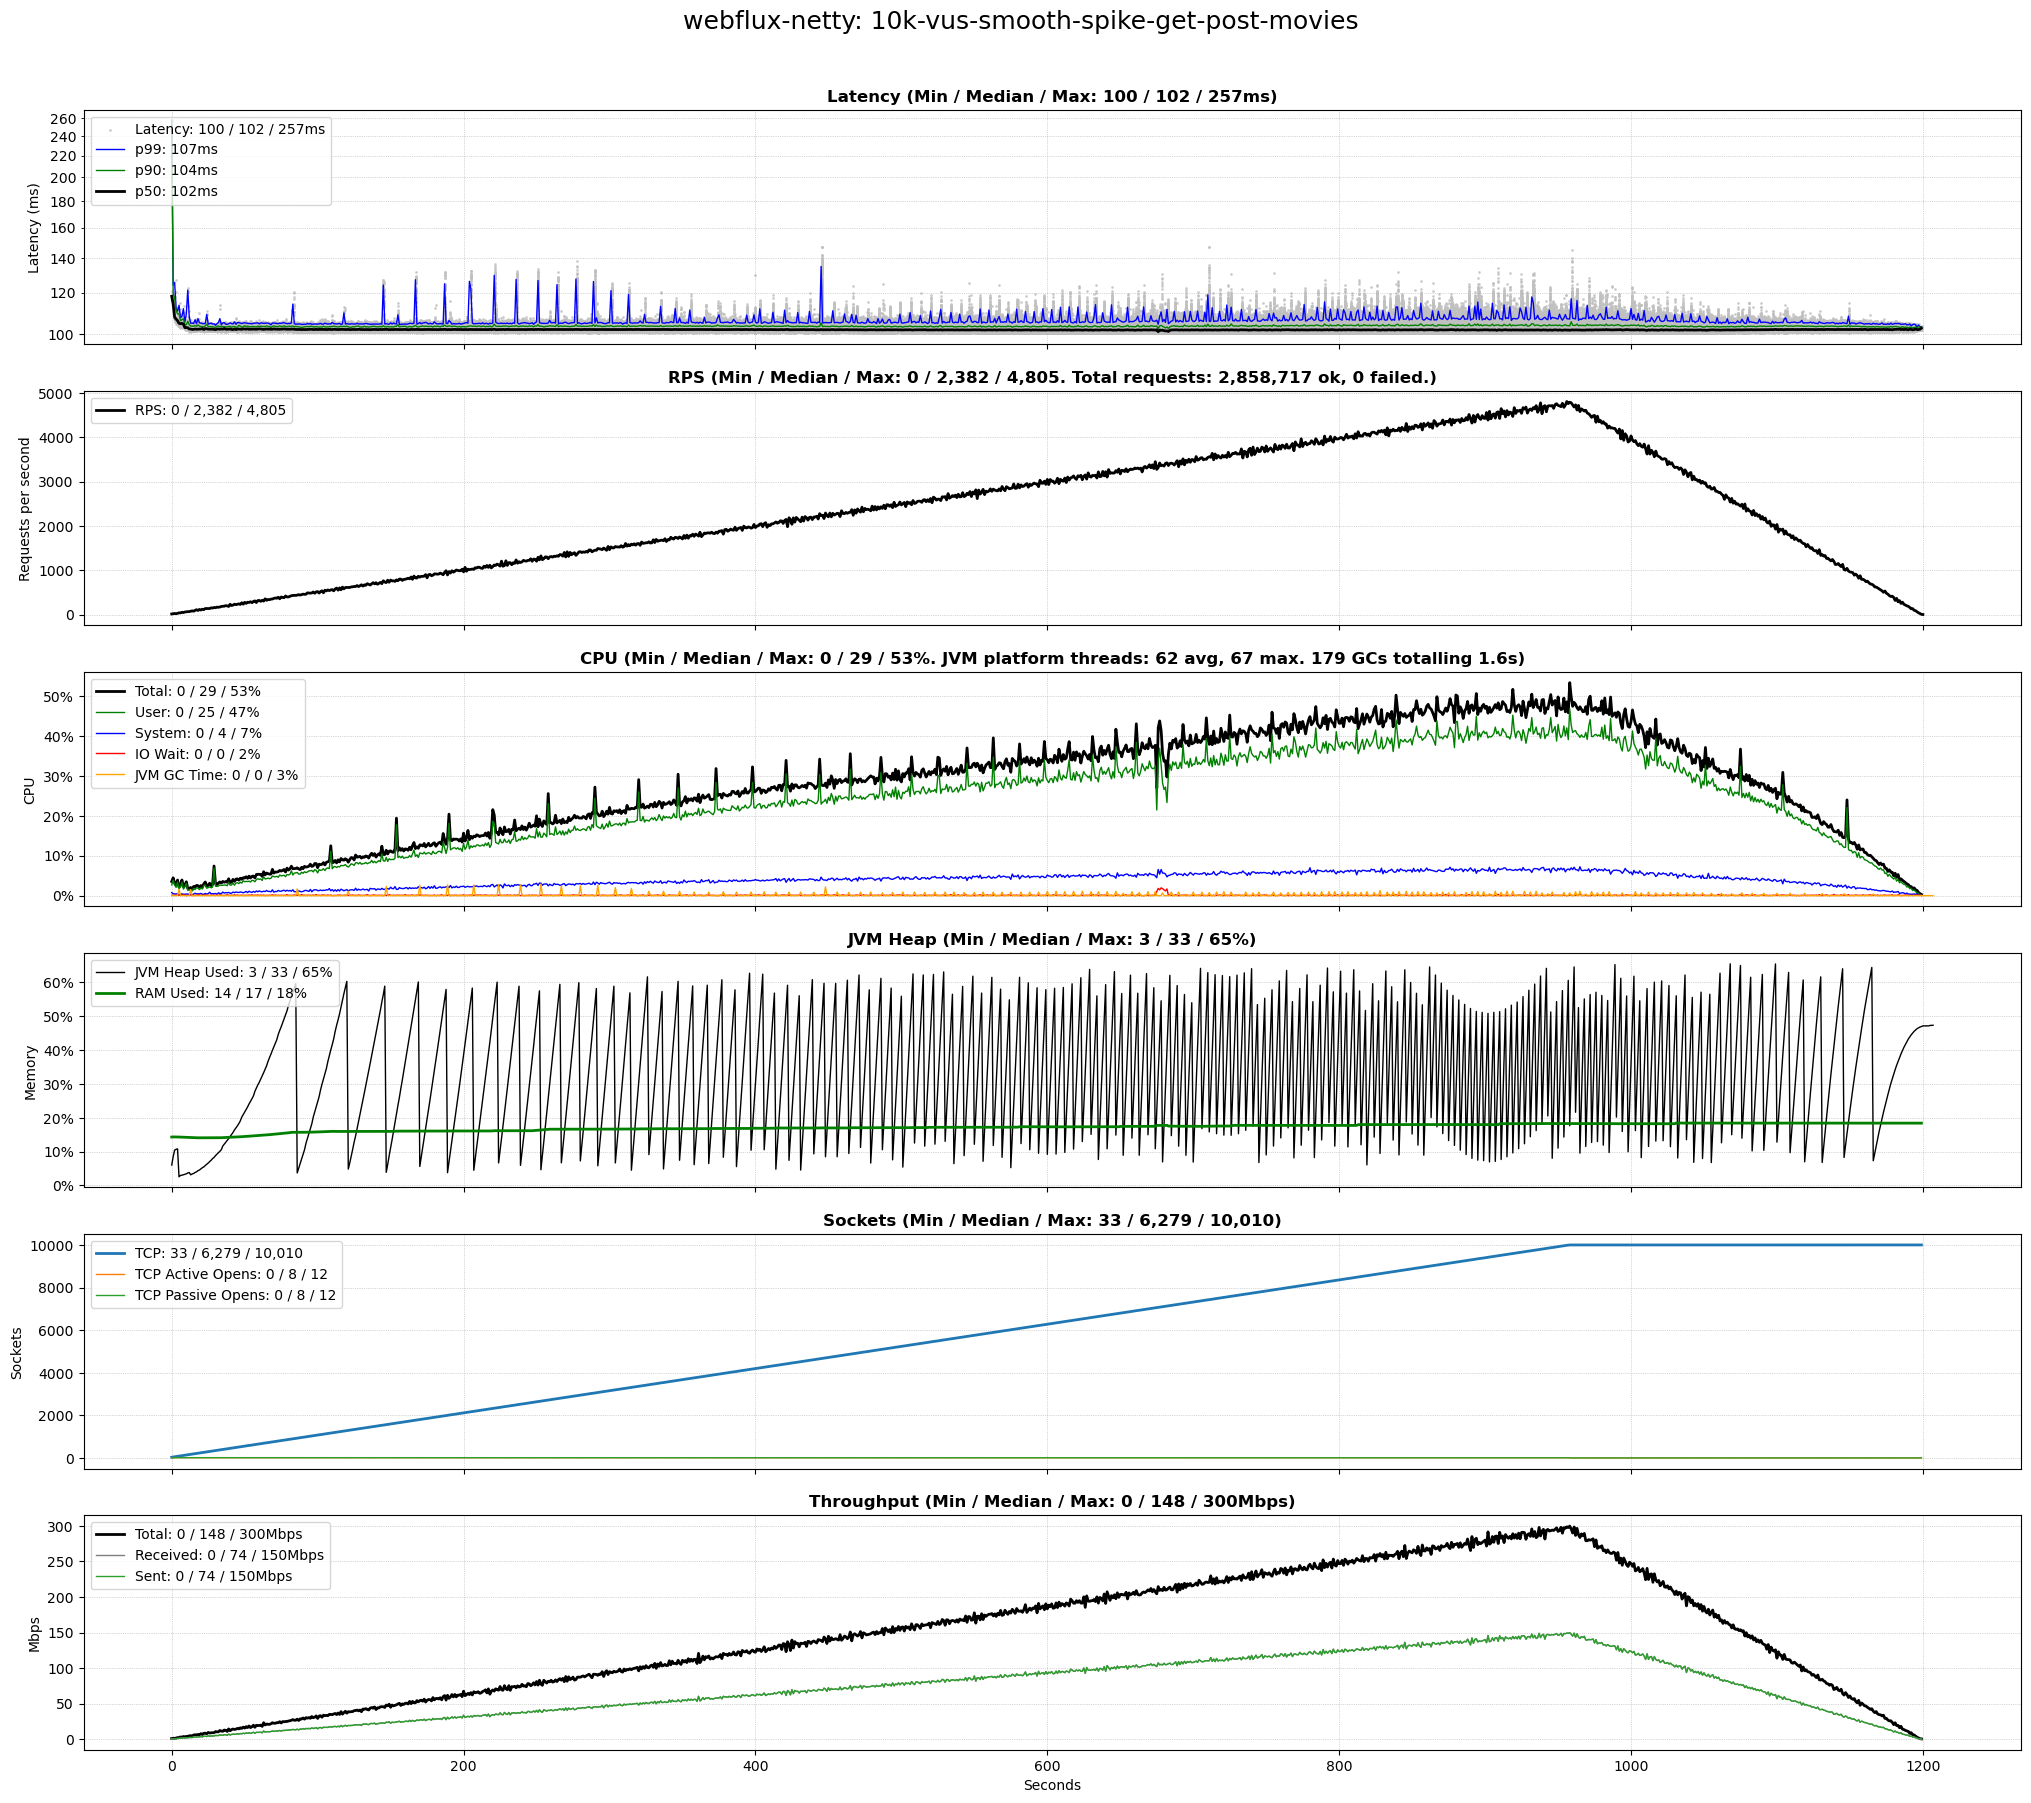 webflux-netty: 10k-vus-smooth-spike-get-post-movies
Latency (Min / Median / Max: 100 / 102 / 257ms)
Latency (ms)
260
240
220
200
180
160
140
120
100
Latency: 100 / 102 / 257ms
p99: 107ms
p90: 104ms
p50: 102ms
RPS (Min / Median / Max: 0 / 2,382 / 4,805. Total requests: 2,858,717 ok, 0 failed.)
Requests per second
5000
4000
3000
2000
1000
0
RPS: 0 / 2,382 / 4,805
CPU (Min / Median / Max: 0 / 29 / 53%. JVM platform threads: 62 avg, 67 max. 179 GCs totalling 1.6s)
CPU
50%
40%
30%
20%
10%
0%
Total: 0 / 29 / 53%
User: 0 / 25 / 47%
System: 0 / 4 / 7%
IO Wait: 0 / 0 / 2%
JVM GC Time: 0 / 0 / 3%
JVM Heap (Min / Median / Max: 3 / 33 / 65%)
Memory
60%
50%
40%
30%
20%
10%
0%
JVM Heap Used: 3 / 33 / 65%
RAM Used: 14 / 17 / 18%
Sockets (Min / Median / Max: 33 / 6,279 / 10,010)
Sockets
10000
8000
6000
4000
2000
0
TCP: 33 / 6,279 / 10,010
TCP Active Opens: 0 / 8 / 12
TCP Passive Opens: 0 / 8 / 12
Throughput (Min / Median / Max: 0 / 148 / 300Mbps)
Mbps
300
250
200
150
100
50
0
Total: 0 / 148 / 300Mbps
Received: 0 / 74 / 150Mbps
Sent: 0 / 74 / 150Mbps
0 200 400 600 800 1000 1200
Seconds